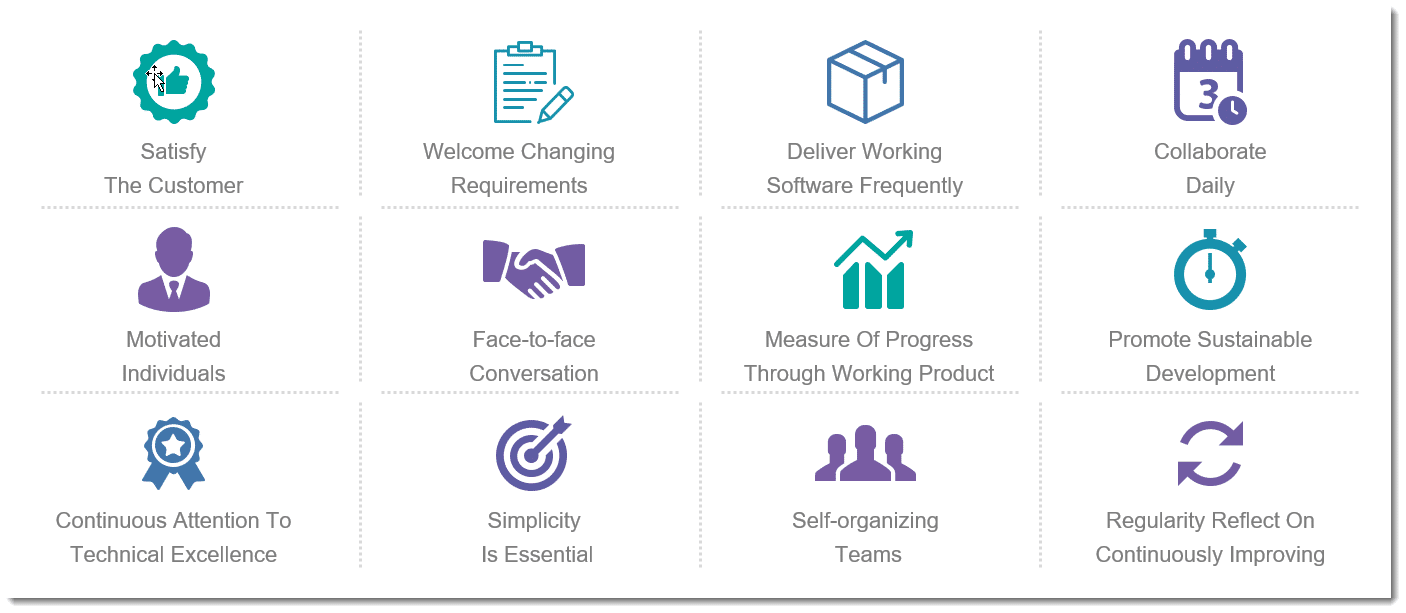 3
Satisfy
The Customer
Welcome Changing
Requirements
Deliver Working
Software Frequently
Collaborate
Daily
Motivated
Individuals
Face-to-face
Conversation
Measure Of Progress
Through Working Product
Promote Sustainable
Development
Continuous Attention To
Technical Excellence
Simplicity
Is Essential
Self-organizing
Teams
Regularity Reflect On
Continuously Improving